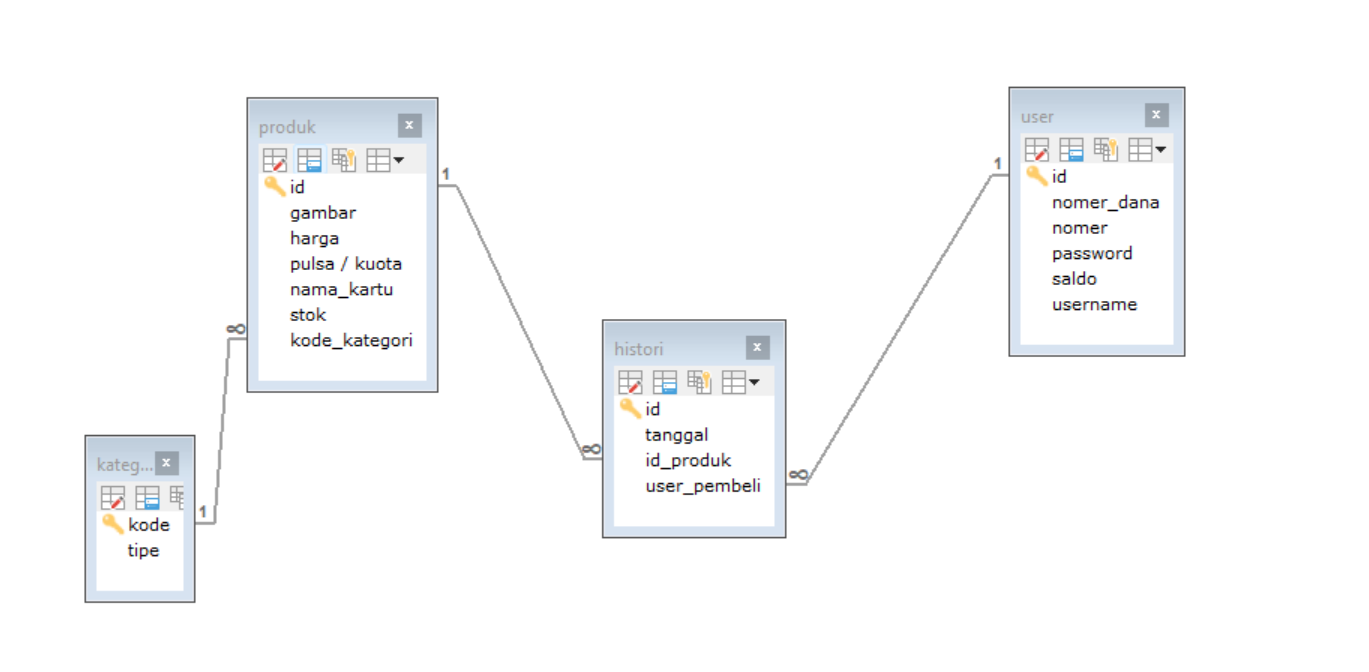 produk
id
gambar
harga
pulsa / kuota
nama_kartu
stok
kode_kategori
1
∞
kateg...
kode
tipe
1
∞
histori
id
tanggal
id_produk
user_pembeli
∞
1
user
id
nomer_dana
nomer
password
saldo
username